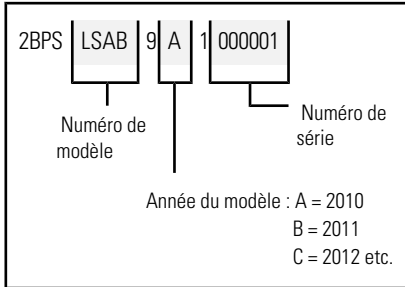 2BPS LSAB 9 A 1 000001
Numéro de
modèle
Numéro de
série
Année du modèle : A = 2010
B = 2011
C = 2012 etc.